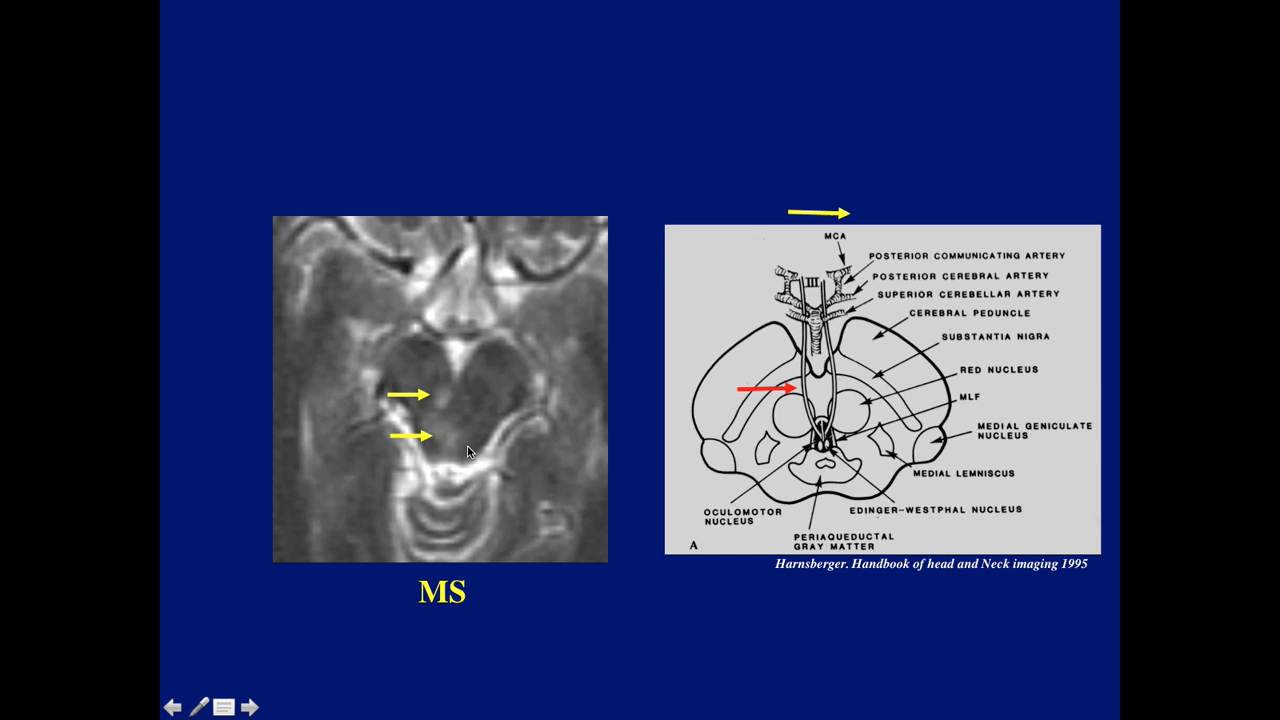 MCA
POSTERIOR COMMUNICATING ARTERY
III
POSTERIOR CEREBRAL ARTERY
SUPERIOR CEREBELLAR ARTERY
CEREBRAL PEDUNCLE
SUBSTANTIA NIGRA
RED NUCLEUS
MLF
MEDIAL GENICULATE
NUCLEUS
MEDIAL LEMNISCUS
OCULOMOTOR
NUCLEUS
EDINGER-WESTPHAL NUCLEUS
PERIAQUEDUCTAL
GRAY MATTER
A
Harnsberger. Handbook of head and Neck imaging 1995
MS